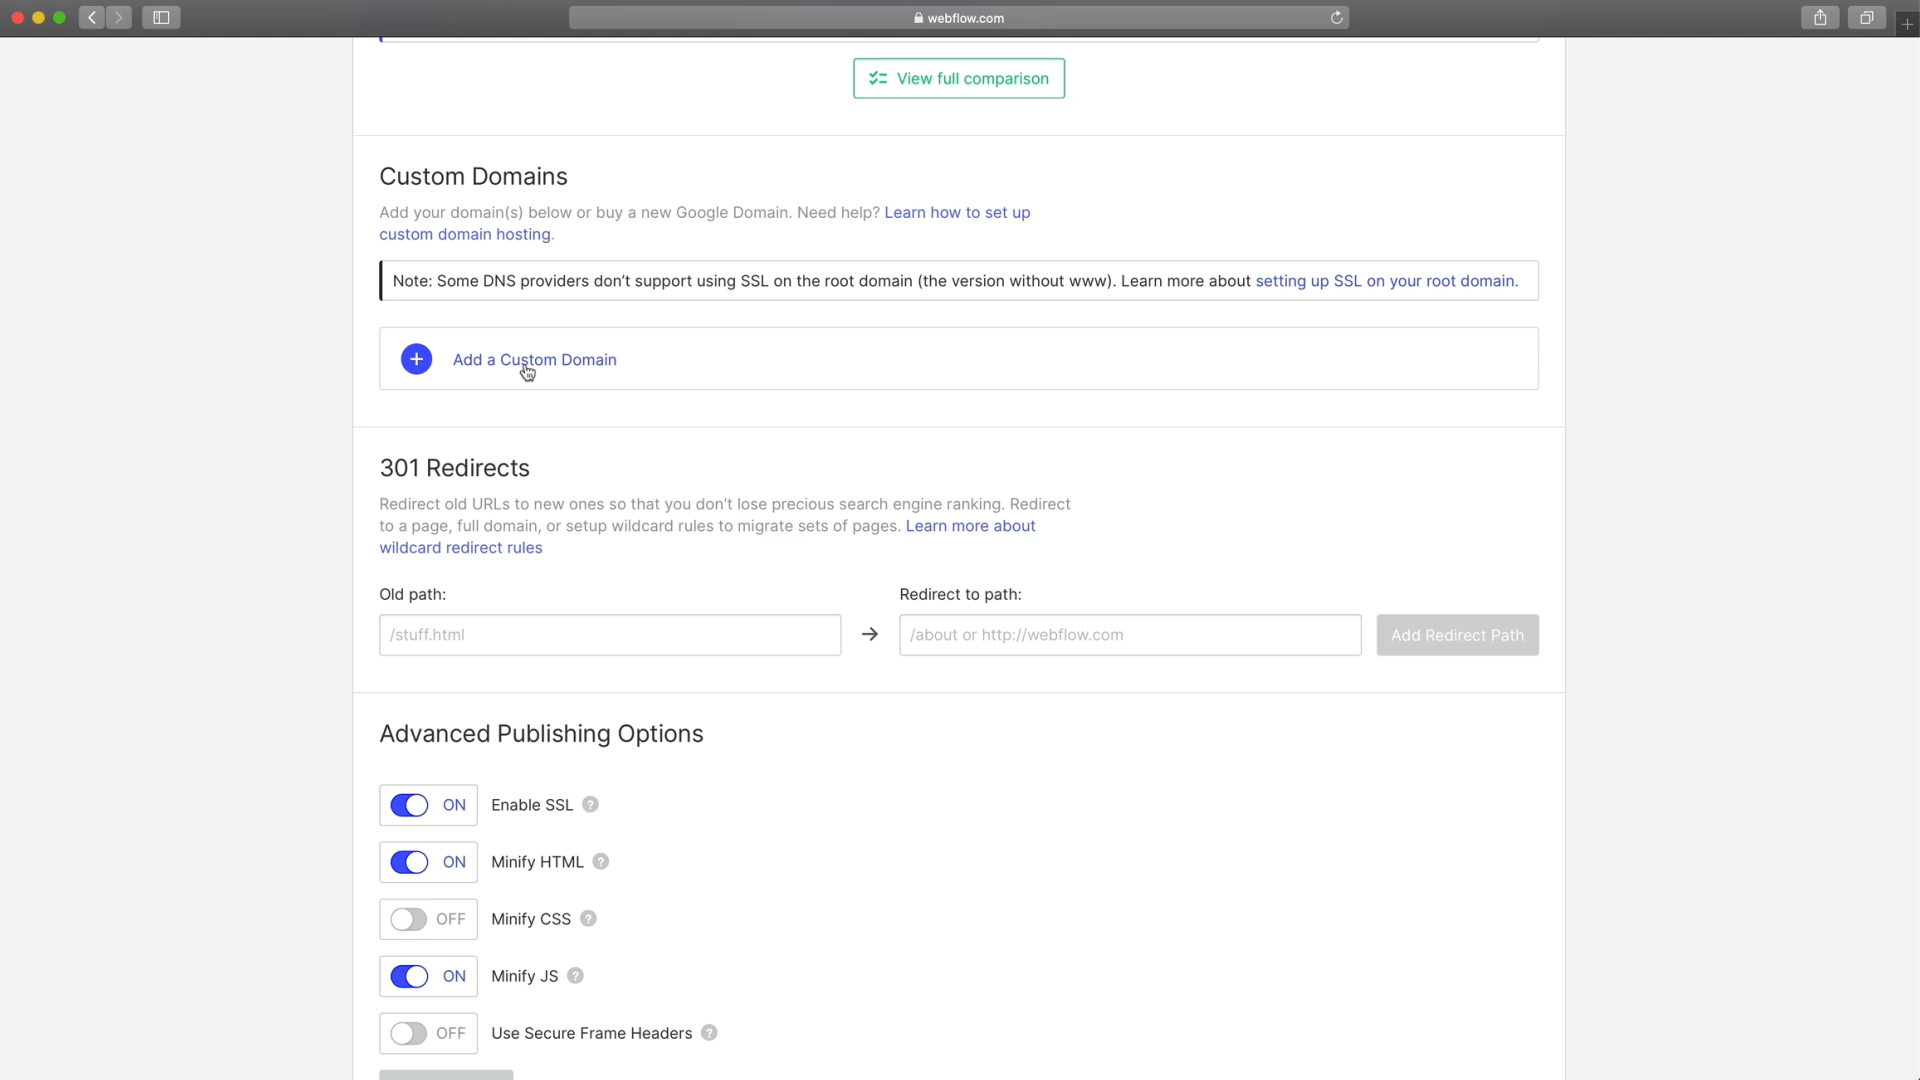 webflow.com
View full comparison
Custom Domains
Add your domain(s) below or buy a new Google Domain. Need help? Learn how to set up
custom domain hosting.
Note: Some DNS providers don’t support using SSL on the root domain (the version without www). Learn more about setting up SSL on your root domain.
Add a Custom Domain
301 Redirects
Redirect old URLs to new ones so that you don't lose precious search engine ranking. Redirect
to a page, full domain, or setup wildcard rules to migrate sets of pages. Learn more about
wildcard redirect rules
Old path: Redirect to path:
/stuff.html /about or http://webflow.com Add Redirect Path
Advanced Publishing Options
ON Enable SSL ?
ON Minify HTML ?
OFF Minify CSS ?
ON Minify JS ?
OFF Use Secure Frame Headers ?